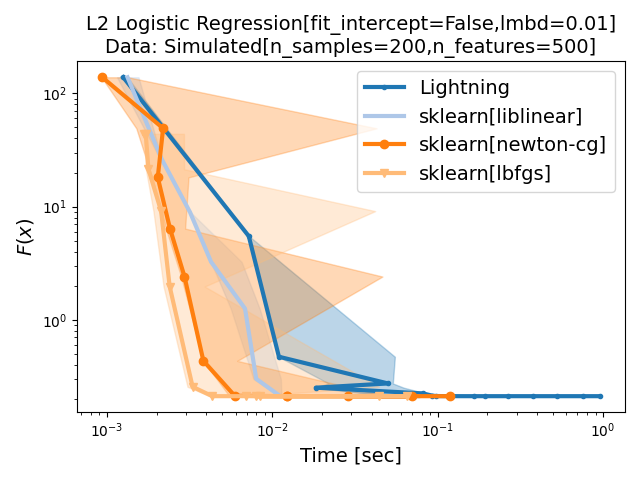 L2 Logistic Regression[fit_intercept=False,lmbd=0.01]
Data: Simulated[n_samples=200,n_features=500]
Lightning
sklearn[liblinear]
sklearn[newton-cg]
sklearn[lbfgs]
F(x)
10²
10¹
10⁰
10⁻³ 10⁻² 10⁻¹ 10⁰
Time [sec]